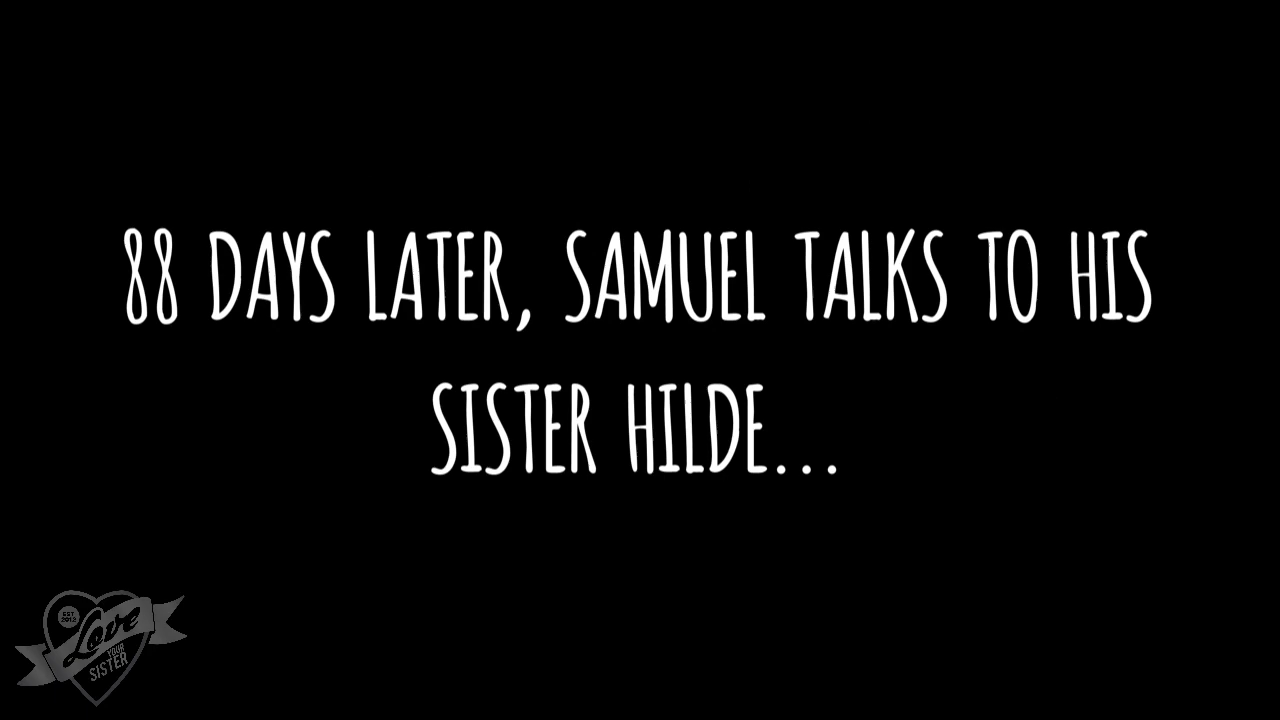 88 DAYS LATER, SAMUEL TALKS TO HIS
SISTER HILDE...
EST.
2012
Love
YOUR
SISTER